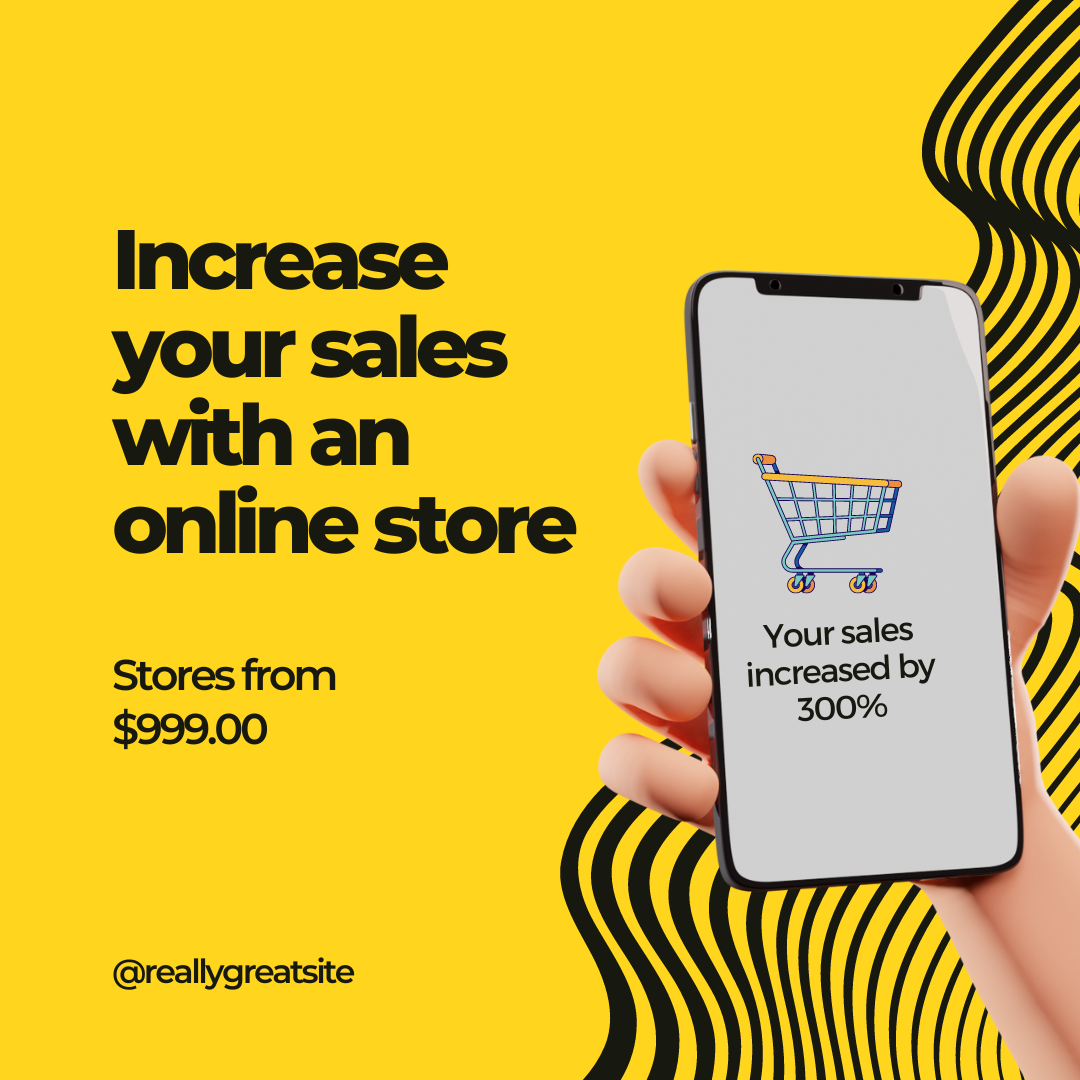 Increase
your sales
with an
online store
Stores from
$999.00
@reallygreatsite
Your sales
increased by
300%